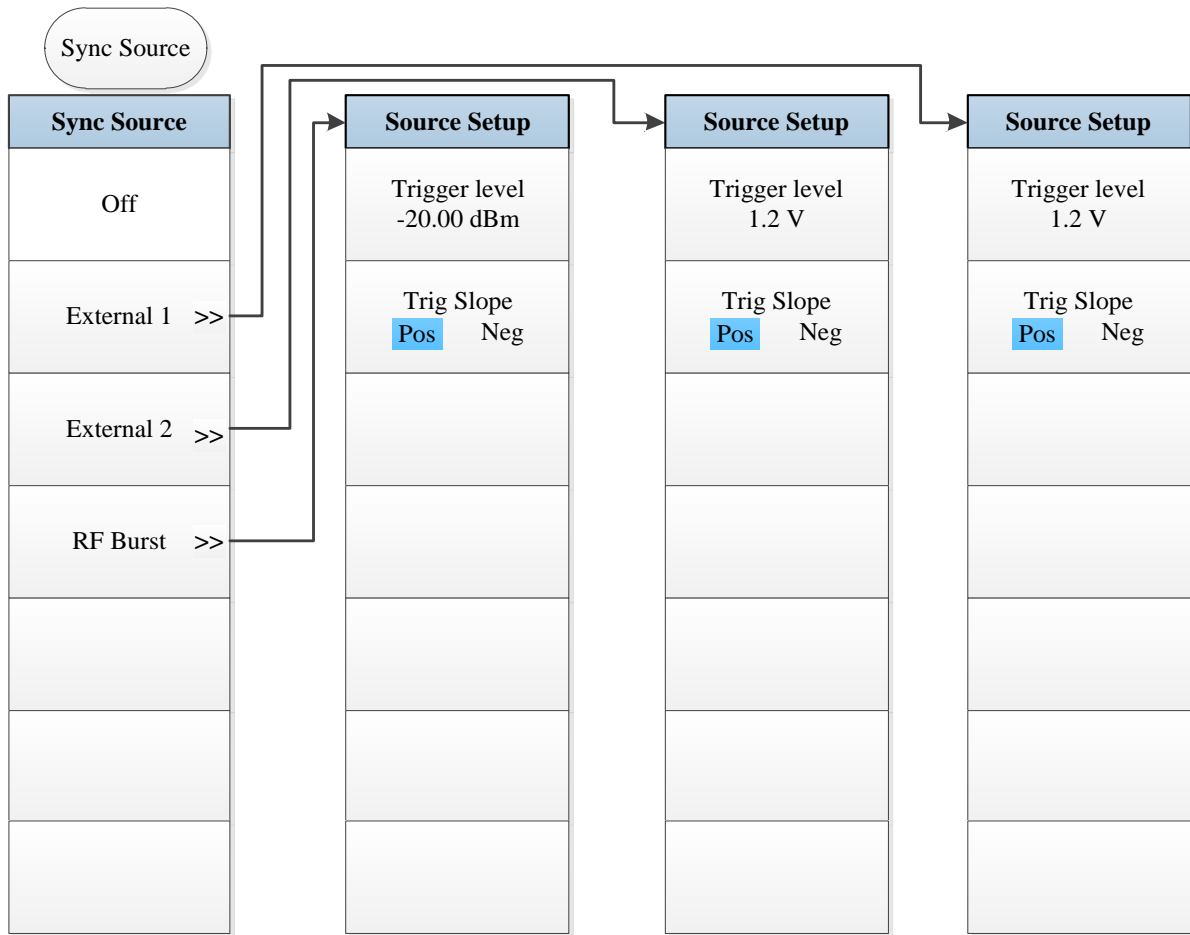 Sync Source
Sync Source
Off
External 1 >>
External 2 >>
RF Burst >>
Source Setup
Trigger level
-20.00 dBm
Trig Slope
Pos Neg
Source Setup
Trigger level
1.2 V
Trig Slope
Pos Neg
Source Setup
Trigger level
1.2 V
Trig Slope
Pos Neg